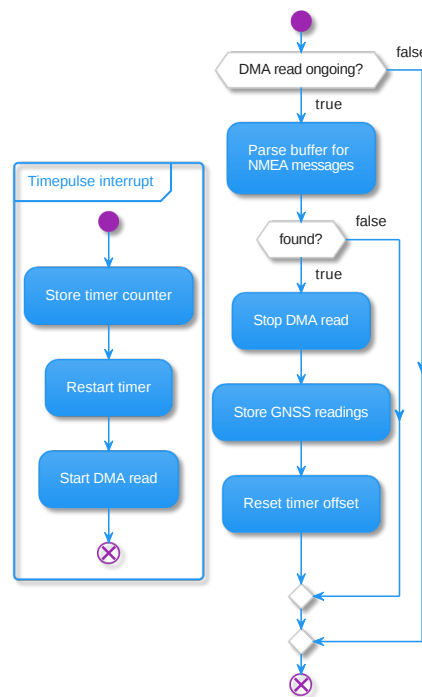 DMA read ongoing?
false
true
Parse buffer for
NMEA messages
found?
false
true
Stop DMA read
Store GNSS readings
Reset timer offset
Timepulse interrupt
Store timer counter
Restart timer
Start DMA read